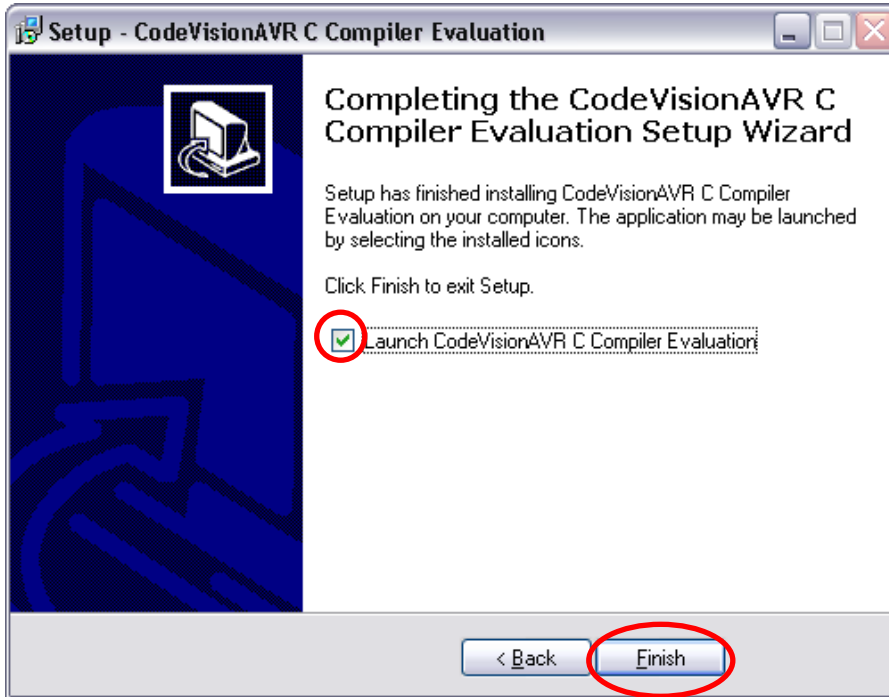 Setup - CodeVisionAVR C Compiler Evaluation
Completing the CodeVisionAVR C
Compiler Evaluation Setup Wizard
Setup has finished installing CodeVisionAVR C Compiler
Evaluation on your computer. The application may be launched
by selecting the installed icons.
Click Finish to exit Setup.
Launch CodeVisionAVR C Compiler Evaluation
< Back
Finish